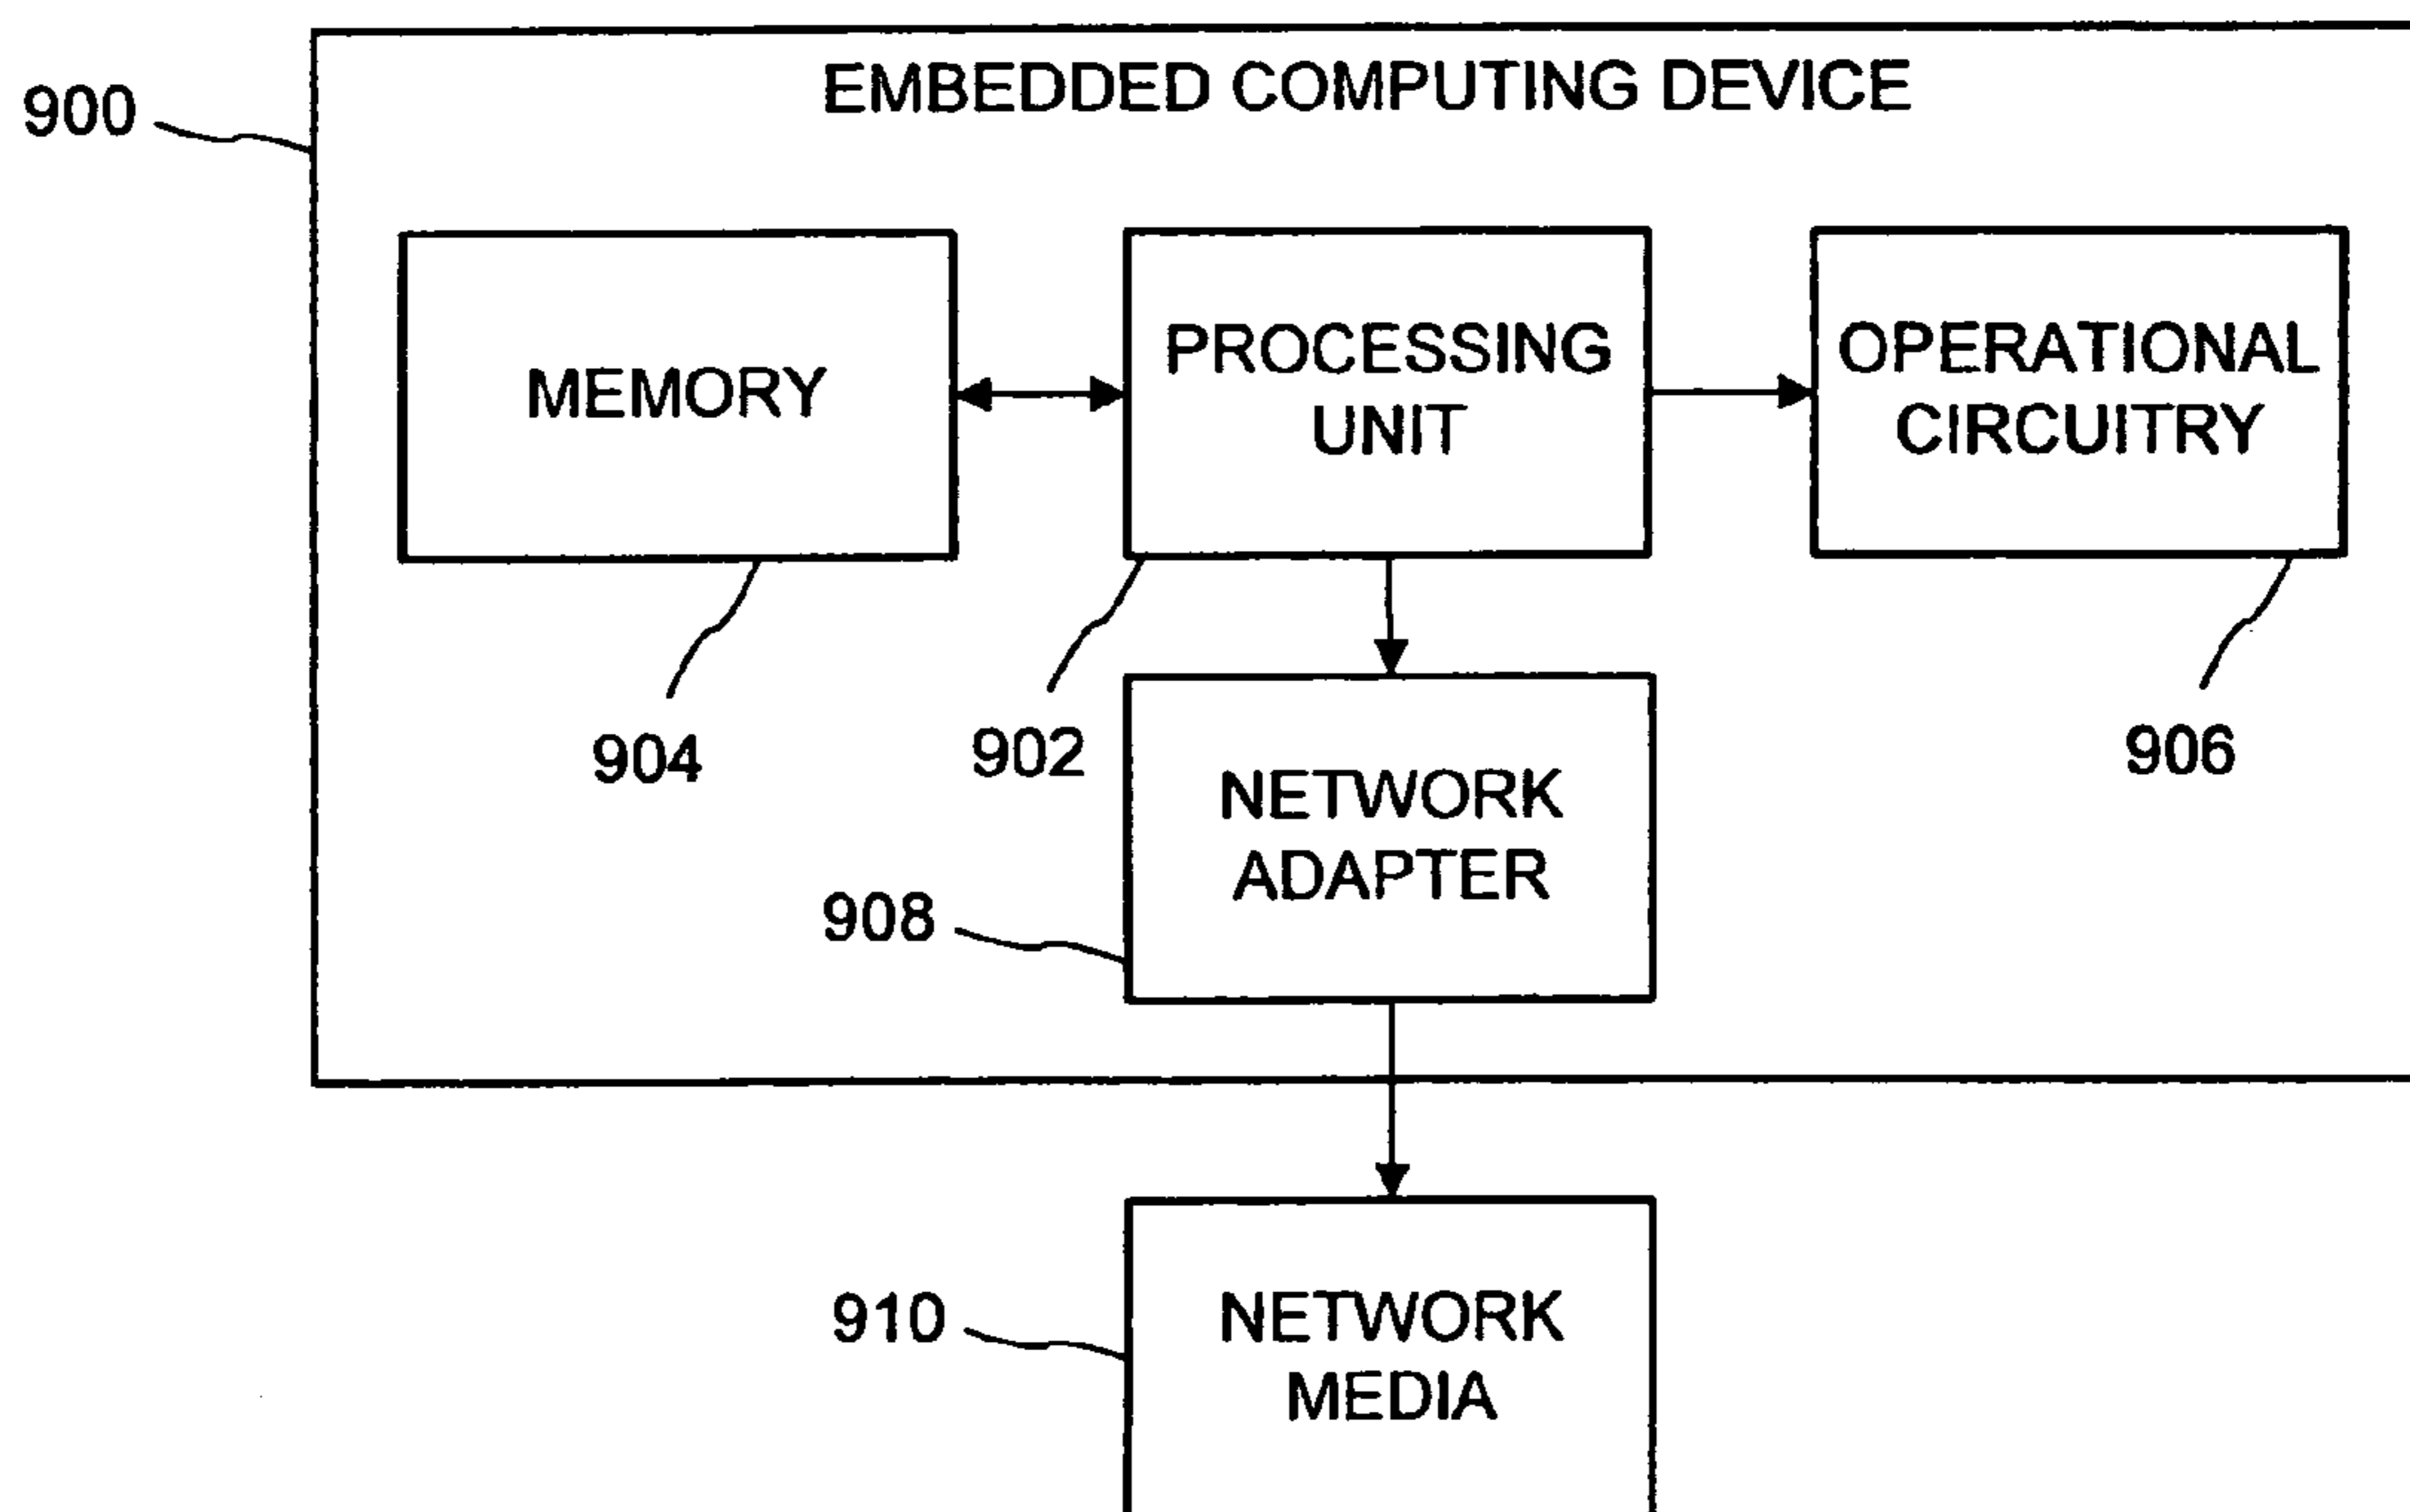 EMBEDDED COMPUTING DEVICE
900
MEMORY
PROCESSING
UNIT
OPERATIONAL
CIRCUITRY
904
902
906
NETWORK
ADAPTER
908
NETWORK
MEDIA
910